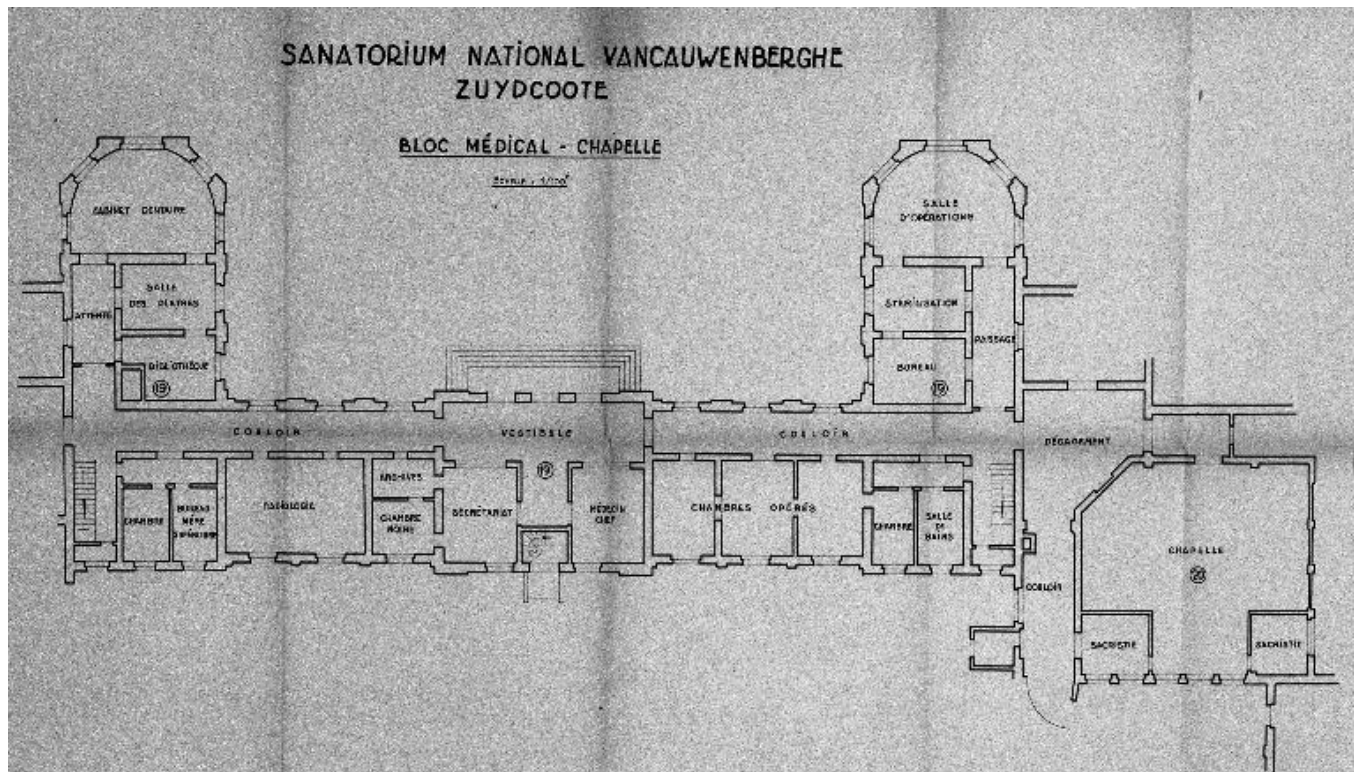 SANATORIUM NATIONAL VANCAUWENBERGHE
ZUYDCOOTE
BLOC MÉDICAL - CHAPELLE
CABINET DENTAIRE
SALLE
D'OPÉRATIONS
SALLE
DES PLATRES
ATTENTE
STÉRILISATION
PASSAGE
BIBLIOTHÈQUE
19
BUREAU
19
COULOIR
VESTIBULE
COULOIR
DÉGAGEMENT
19
ARCHIVES
RADIOLOGIE
SECRÉTARIAT
MÉDECIN
CHEF
CHAMBRES OPÉRÉS
CHAMBRE
BUREAU
MÈRE
CHAMBRE
NOIRE
CHAMBRE
SALLE
DE
BAINS
CHAPELLE
20
COULOIR
SACRISTIE
SACRISTIE